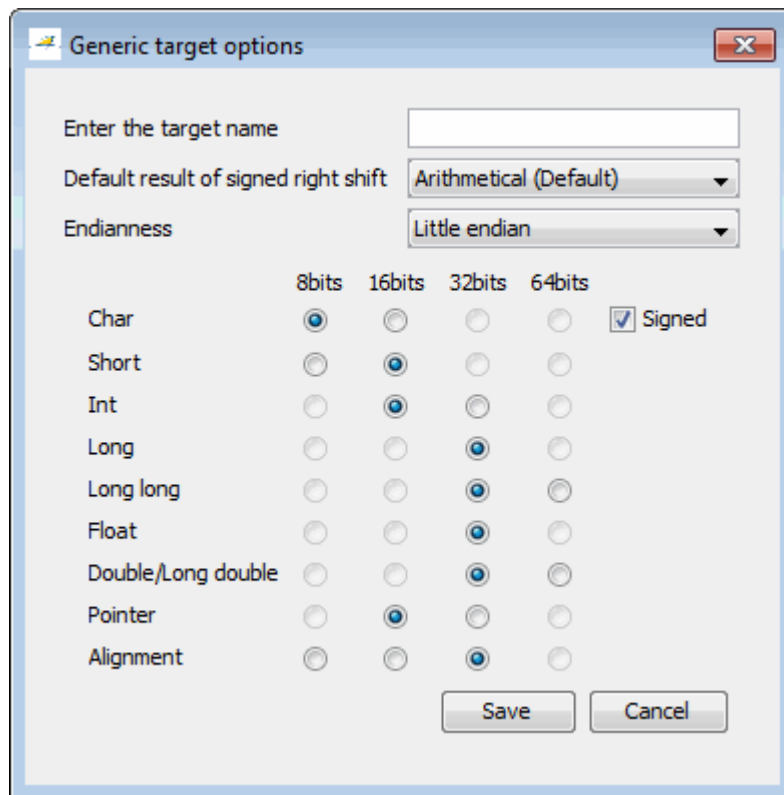 Generic target options
Enter the target name
Default result of signed right shift Arithmetical (Default)
Endianness Little endian
8bits 16bits 32bits 64bits
Char Signed
Short
Int
Long
Long long
Float
Double/Long double
Pointer
Alignment
Save Cancel